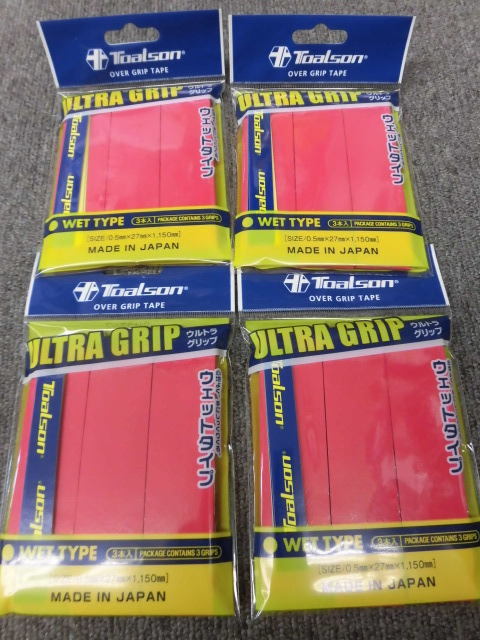 Toalson
OVER GRIP TAPE
ULTRA GRIP
ウルトラ
グリップ
Toalson
Toalson
ウェットタイプ
WET TYPE
3本入
PACKAGE CONTAINS 3 GRIPS
[SIZE/0.5mm×27mm×1,150mm]
MADE IN JAPAN
Toalson
OVER GRIP TAPE
ULTRA GRIP
ウルトラ
グリップ
Toalson
ウェットタイプ
WET TYPE
3本入
PACKAGE CONTAINS 3 GRIPS
[SIZE/0.5mm×27mm×1,150mm]
MADE IN JAPAN
Toalson
OVER GRIP TAPE
ULTRA GRIP
ウルトラ
グリップ
Toalson
Toalson
ウェットタイプ
WET TYPE
3本入
PACKAGE CONTAINS 3 GRIPS
[SIZE/0.5mm×27mm×1,150mm]
MADE IN JAPAN
Toalson
OVER GRIP TAPE
ULTRA GRIP
ウルトラ
グリップ
Toalson
Toalson
ウェットタイプ
WET TYPE
3本入
PACKAGE CONTAINS 3 GRIPS
[SIZE/0.5mm×27mm×1,150mm]
MADE IN JAPAN